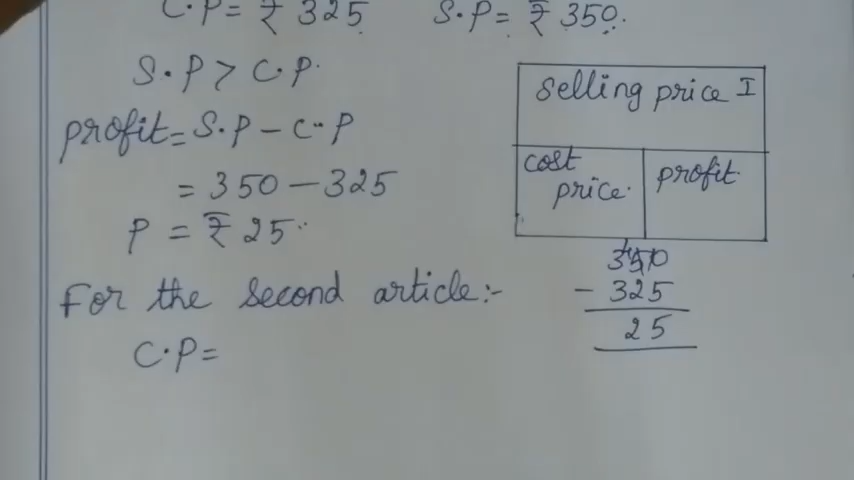 C.P = ₹ 325 S.P = ₹ 350.
S.P > C.P.
profit = S.P - C.P
= 350 - 325
P = ₹ 25
For the second article:-
C.P =
Selling price I
cost price profit
350
- 325
25